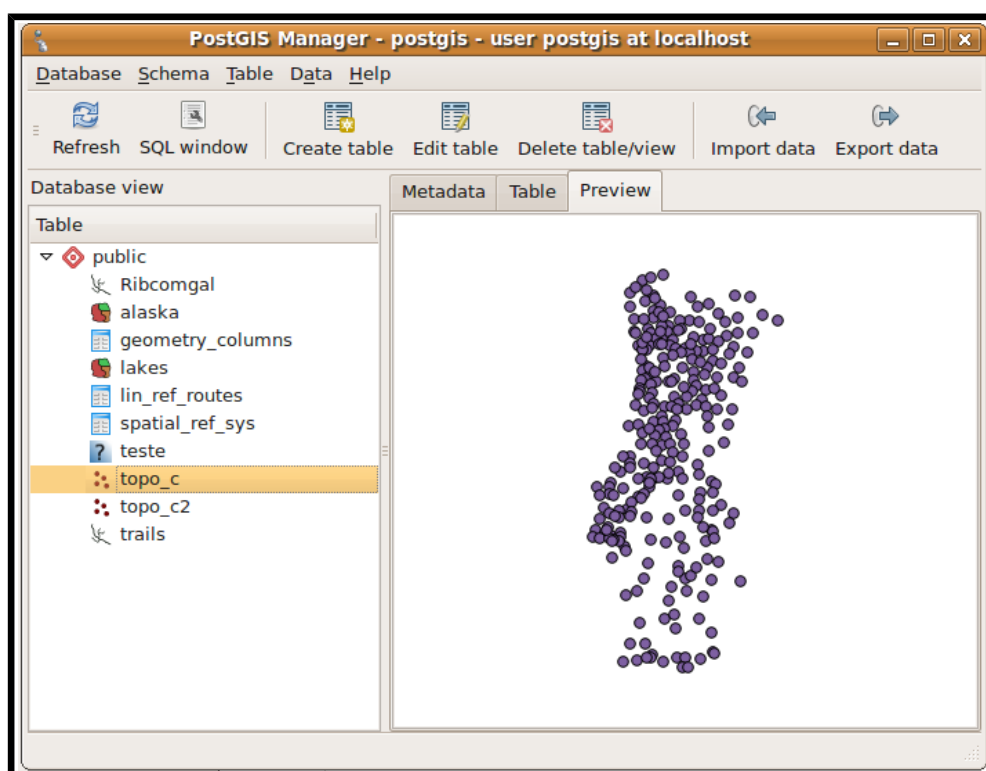 PostGIS Manager - postgis - user postgis at localhost
Database Schema Table Data Help
Refresh SQL window Create table Edit table Delete table/view Import data Export data
Database view
Metadata Table Preview
Table
public
Ribcomgal
alaska
geometry_columns
lakes
lin_ref_routes
spatial_ref_sys
? teste
topo_c
topo_c2
trails